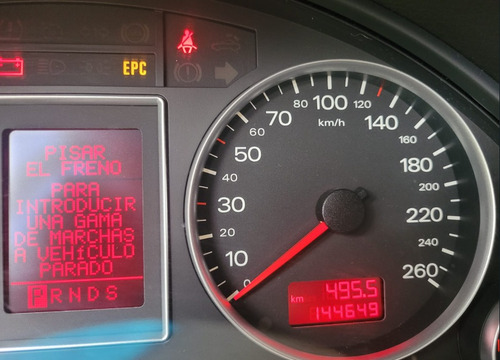 EPC
PISAR
EL FRENO
PARA
INTRODUCIR
UNA GAMA
DE MARCHAS
A VEHÍCULO
PARADO
PRNDS
0
10
20
30
40
50
60
70
80
100
120
140
160
180
200
220
240
260
km/h
km 495.5
144649